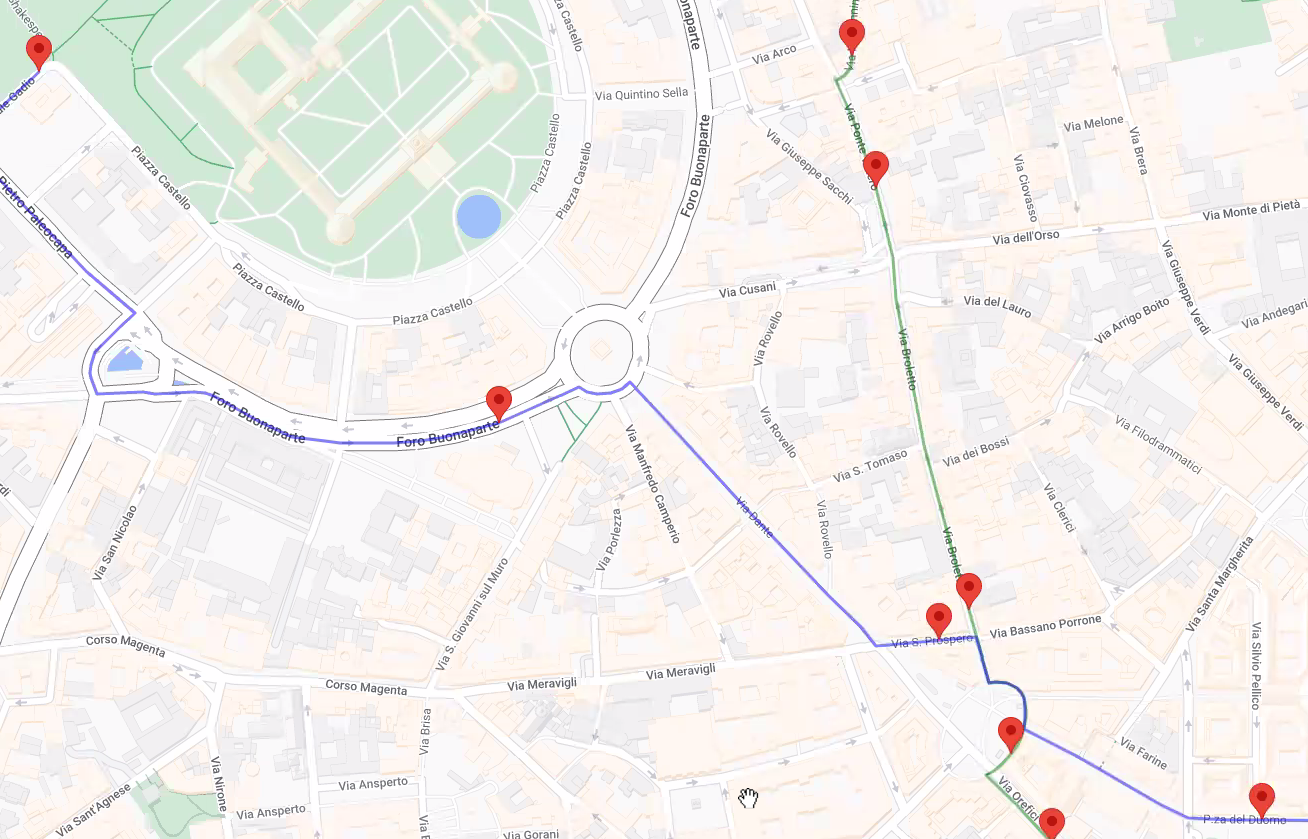 Piazza Castello
Buonaparte
Via Arco
Via Quintino Sella
le Gadio
Via Ponte
Via Melone
Via Brera
Piazza Castello
Piazza Castello
Piazza Castello
Foro Buonaparte
Via Giuseppe Sacchi
Via Ciovasso
Via Monte di Pietà
Pietro Paleocapa
Via dell'Orso
Piazza Castello
Piazza Castello
Via Cusani
Via del Lauro
Via Giuseppe Verdi
Via Arrigo Boito
Via Andegari
Via Rovello
Via Broletto
Foro Buonaparte
Foro Buonaparte
Via Giuseppe Verdi
Via Rovello
Via Manfredo Camperio
Via dei Bossi
Via S. Tomaso
Via Filodrammatici
Via Dante
Via Clerici
Via Rovello
Via San Nicolao
Via Porlezza
Via Brolet
Via S. Giovanni sul Muro
Via Santa Margherita
Via Bassano Porrone
Via S. Prospero
Corso Magenta
Via Silvio Pellico
Via Meravigli
Via Meravigli
Corso Magenta
Via Brisa
Via Farine
Via Nirone
Via Ansperto
Via Sant'Agnese
Via Ansperto
Via Orefici
P.za del Duomo
Via Gorani